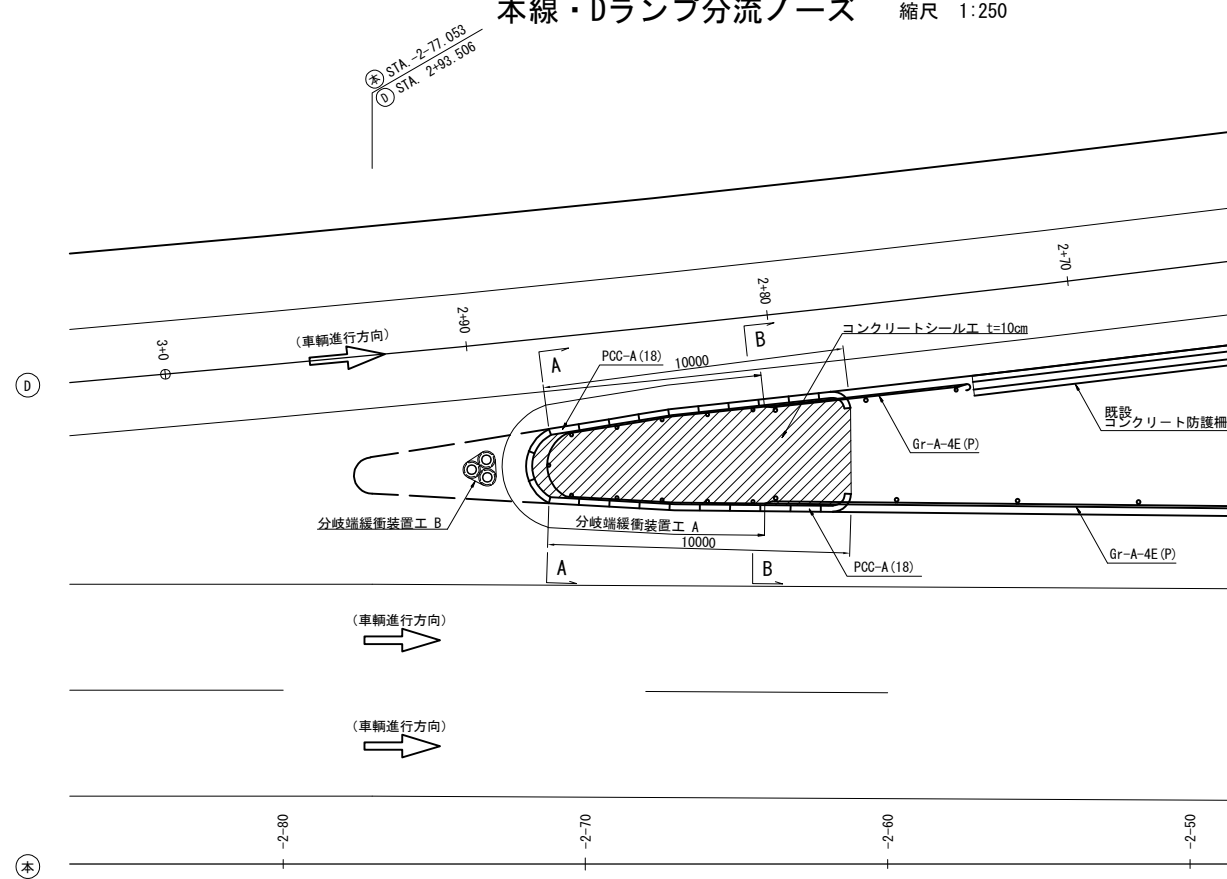 本線・Dランプ分流ノーズ 縮尺 1:250
本 STA.-2-77.053
D STA. 2+93.506
2+70
2+80
2+90
3+0
(車輌進行方向)
コンクリートシール工 t=10cm
B
A
PCC-A(18)
10000
D
既設
コンクリート防護柵
Gr-A-4E(P)
分岐端緩衝装置工 B
分岐端緩衝装置工 A
10000
Gr-A-4E(P)
A
B
PCC-A(18)
(車輌進行方向)
(車輌進行方向)
-2-80
-2-70
-2-60
-2-50
本